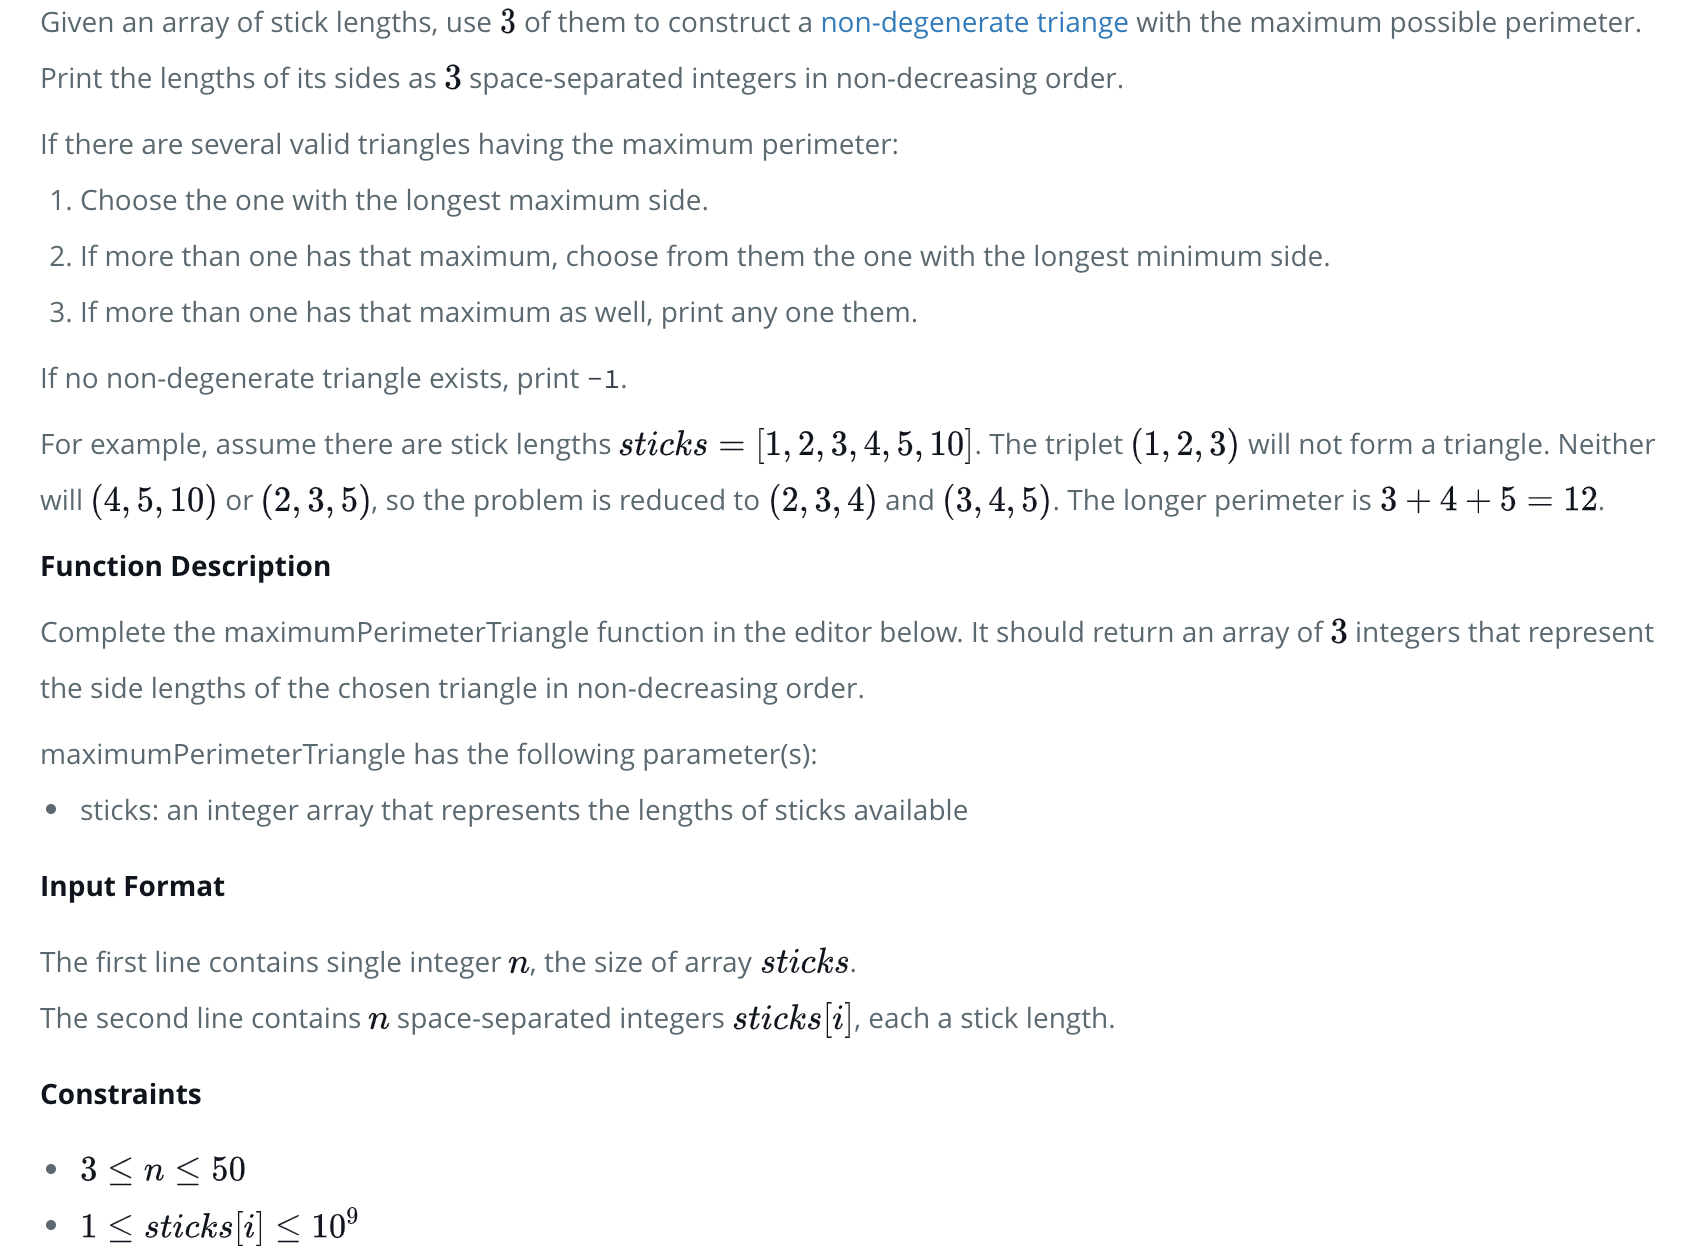 Given an array of stick lengths, use 3 of them to construct a non-degenerate triange with the maximum possible perimeter.
Print the lengths of its sides as 3 space-separated integers in non-decreasing order.
If there are several valid triangles having the maximum perimeter:
1. Choose the one with the longest maximum side.
2. If more than one has that maximum, choose from them the one with the longest minimum side.
3. If more than one has that maximum as well, print any one them.
If no non-degenerate triangle exists, print -1.
For example, assume there are stick lengths sticks = [1, 2, 3, 4, 5, 10]. The triplet (1, 2, 3) will not form a triangle. Neither
will (4, 5, 10) or (2, 3, 5), so the problem is reduced to (2, 3, 4) and (3, 4, 5). The longer perimeter is 3 + 4 + 5 = 12.
Function Description
Complete the maximumPerimeterTriangle function in the editor below. It should return an array of 3 integers that represent
the side lengths of the chosen triangle in non-decreasing order.
maximumPerimeterTriangle has the following parameter(s):
• sticks: an integer array that represents the lengths of sticks available
Input Format
The first line contains single integer n, the size of array sticks.
The second line contains n space-separated integers sticks[i], each a stick length.
Constraints
• 3 ≤ n ≤ 50
• 1 ≤ sticks[i] ≤ 10⁹